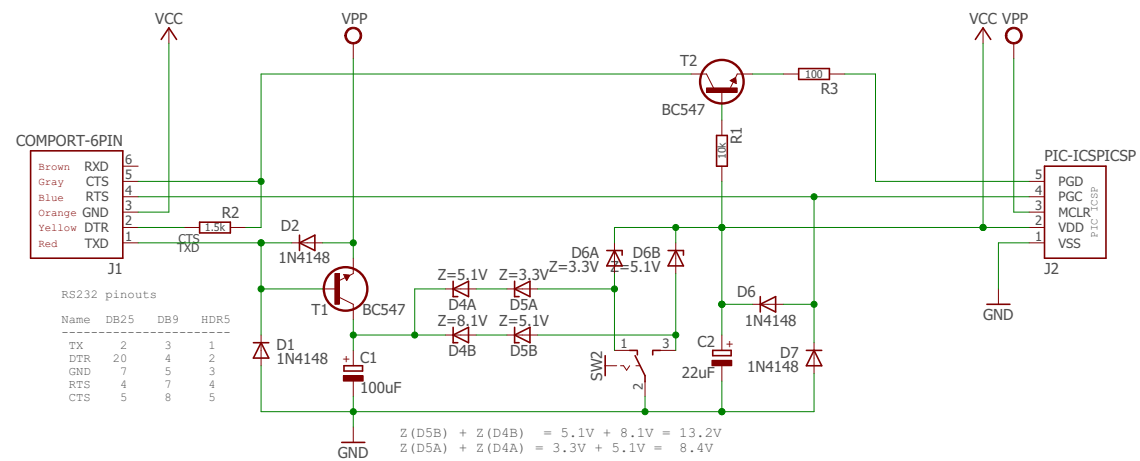 VCC
VPP
VCC
VPP
T2
BC547
100
R3
10k
R1
COMPORT-6PIN
Brown RXD 6
Gray CTS 5
Blue RTS 4
Orange GND 3
Yellow DTR 2
Red TXD 1
J1
R2
1.5k
CTS
TXD
D2
1N4148
T1
BC547
PIC-ICSPICSP
5 PGD
4 PGC
3 MCLR
2 VDD
1 VSS
PIC ICSP
J2
GND
D6A
Z=3.3V
D6B
Z=5.1V
Z=5.1V
D4A
Z=3.3V
D5A
Z=8.1V
D4B
Z=5.1V
D5B
D6
1N4148
D1
1N4148
C1
+
100uF
SW2
1
3
2
C2
+
22uF
D7
1N4148
RS232 pinouts
Name DB25 DB9 HDR5
TX 2 3 1
DTR 20 4 2
GND 7 5 3
RTS 4 7 4
CTS 5 8 5
GND
Z(D5B) + Z(D4B) = 5.1V + 8.1V = 13.2V
Z(D5A) + Z(D4A) = 3.3V + 5.1V = 8.4V